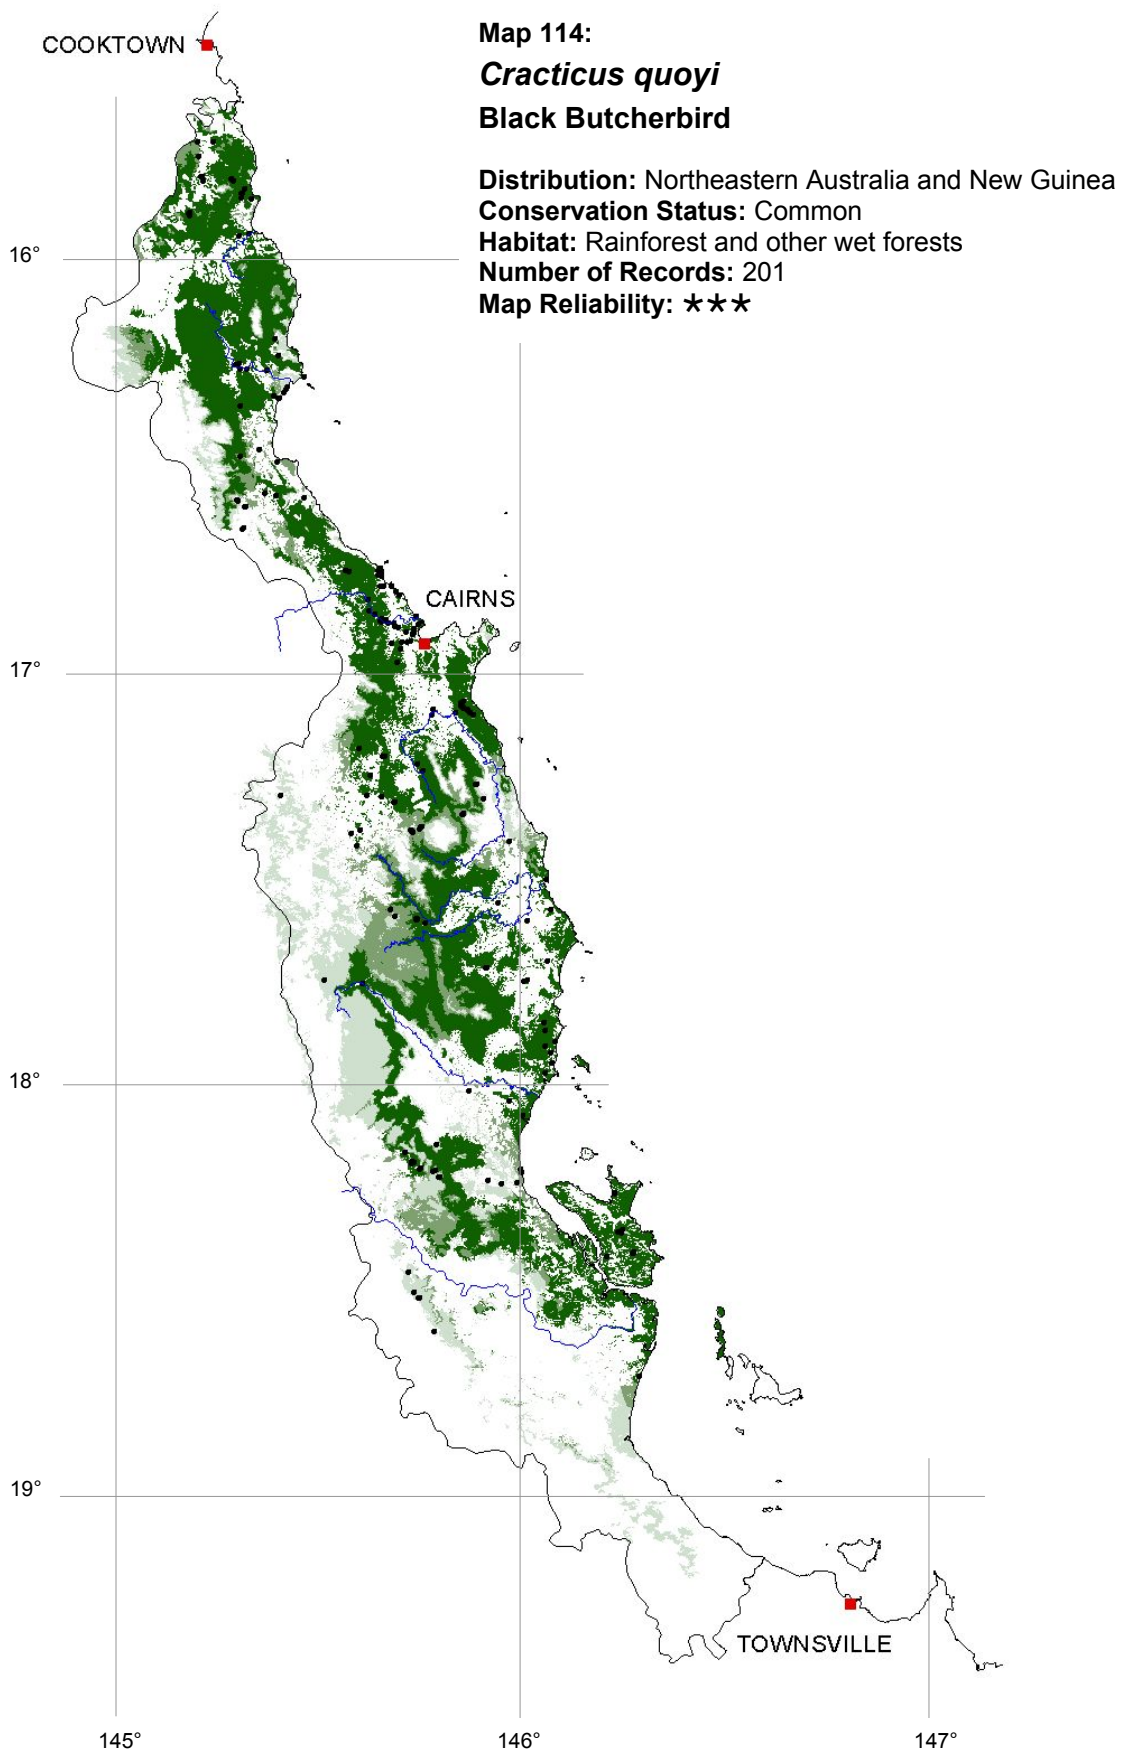 Map 114:
Cracticus quoyi
Black Butcherbird
Distribution: Northeastern Australia and New Guinea
Conservation Status: Common
Habitat: Rainforest and other wet forests
Number of Records: 201
Map Reliability: ***
COOKTOWN
16°
CAIRNS
17°
18°
19°
TOWNSVILLE
145°
146°
147°